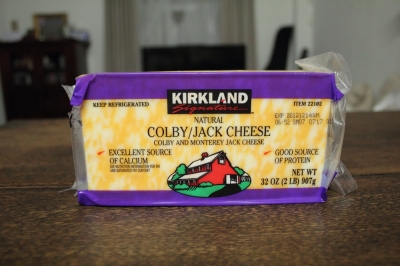 KIRKLAND
Signature
KEEP REFRIGERATED
ITEM 22102
NATURAL
COLBY/JACK CHEESE
COLBY AND MONTEREY JACK CHEESE
EXCELLENT SOURCE
OF CALCIUM
GOOD SOURCE
OF PROTEIN
NET WT
32 OZ (2 LB) 907g